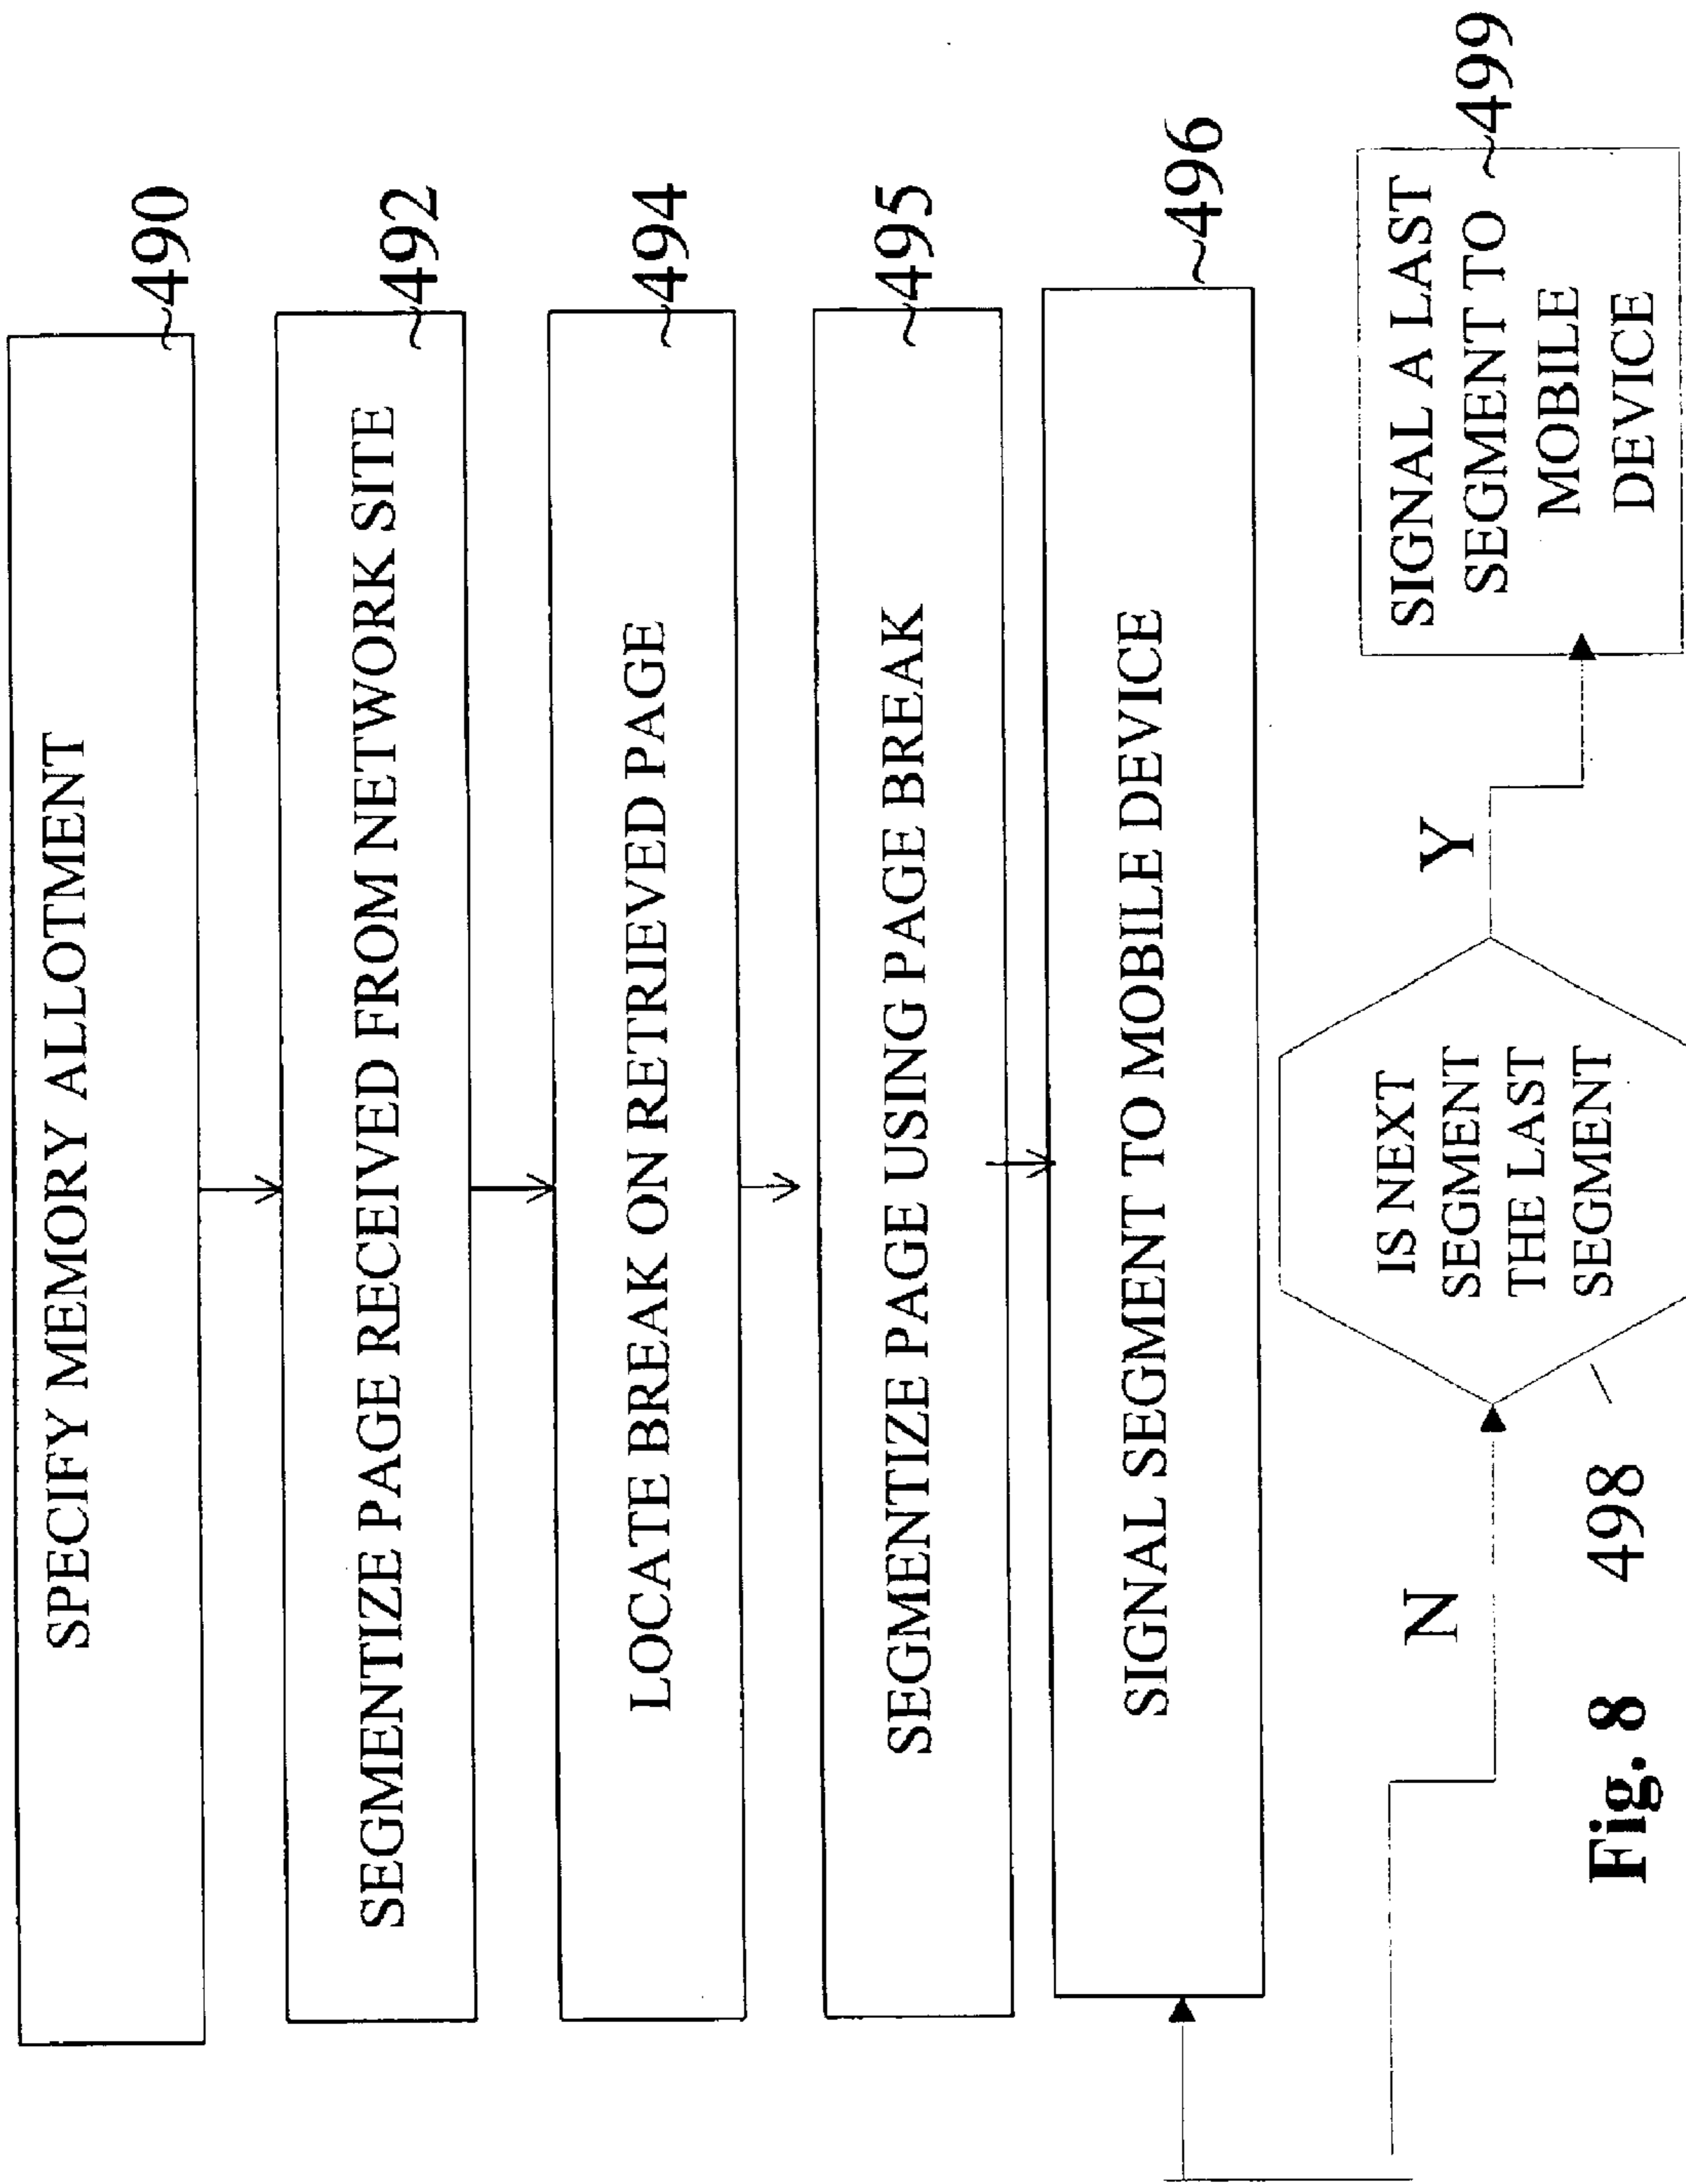 SPECIFY MEMORY ALLOTMENT
~490
SEGMENTIZE PAGE RECEIVED FROM NETWORK SITE
~492
LOCATE BREAK ON RETRIEVED PAGE
~494
SEGMENTIZE PAGE USING PAGE BREAK
~495
SIGNAL SEGMENT TO MOBILE DEVICE
~496
N
IS NEXT
SEGMENT
THE LAST
SEGMENT
498
Y
SIGNAL A LAST
SEGMENT TO
MOBILE
DEVICE
~499
Fig. 8